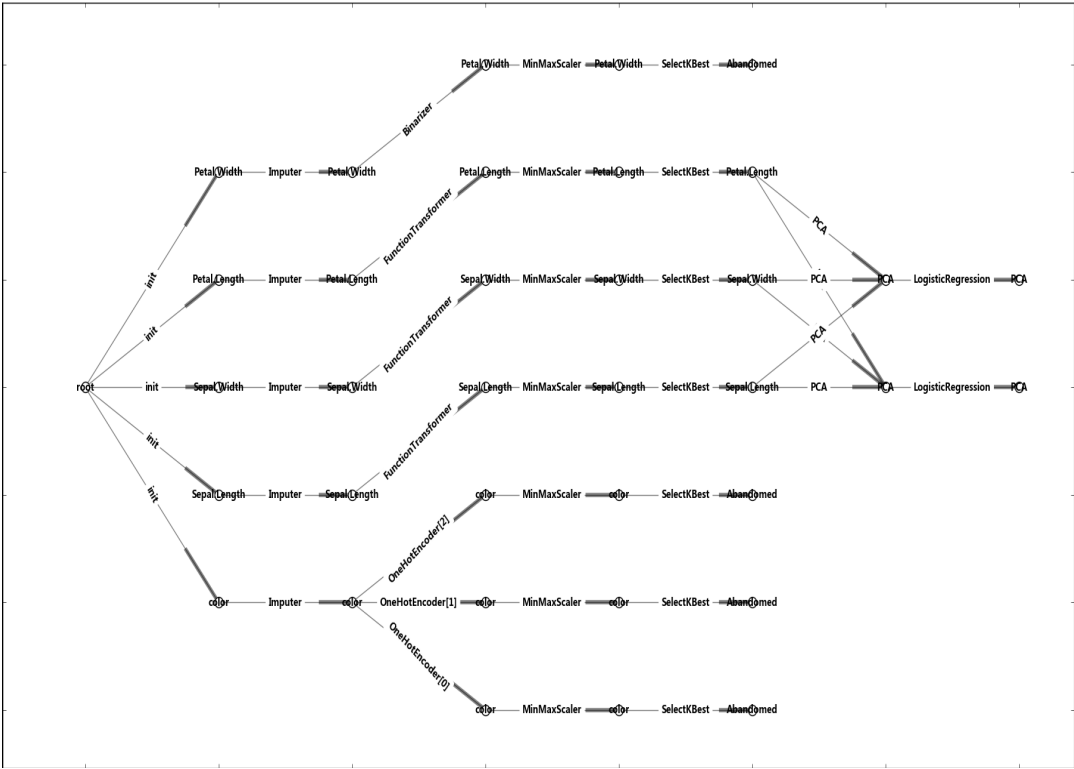 Petal.Width MinMaxScaler Petal.Width SelectKBest Abandomed
Binarizer
Petal.Width Imputer Petal.Width
Petal.Length MinMaxScaler Petal.Length SelectKBest Petal.Length
FunctionTransformer
PCA
init
Petal.Length Imputer Petal.Length
Sepal.Width MinMaxScaler Sepal.Width SelectKBest Sepal.Width PCA PCA LogisticRegression PCA
init
FunctionTransformer
PCA
root init Sepal.Width Imputer Sepal.Width
Sepal.Length MinMaxScaler Sepal.Length SelectKBest Sepal.Length PCA PCA LogisticRegression PCA
init
FunctionTransformer
Sepal.Length Imputer Sepal.Length
color MinMaxScaler color SelectKBest Abandomed
init
OneHotEncoder[2]
color Imputer color OneHotEncoder[1] color MinMaxScaler color SelectKBest Abandomed
OneHotEncoder[0]
color MinMaxScaler color SelectKBest Abandomed